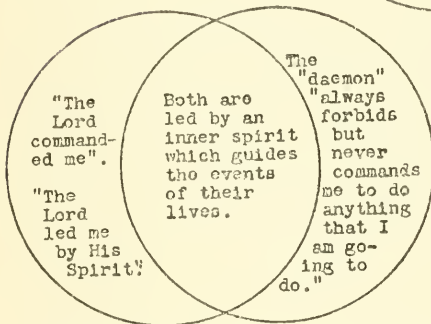 "The
Lord
command-
ed me".
"The
Lord
led me
by His
Spirit".
Both are
led by an
inner spirit
which guides
the events
of their
lives.
The
"daemon"
"always
forbids
but
never
commands
me to do
anything
that I
am go-
ing to
do."